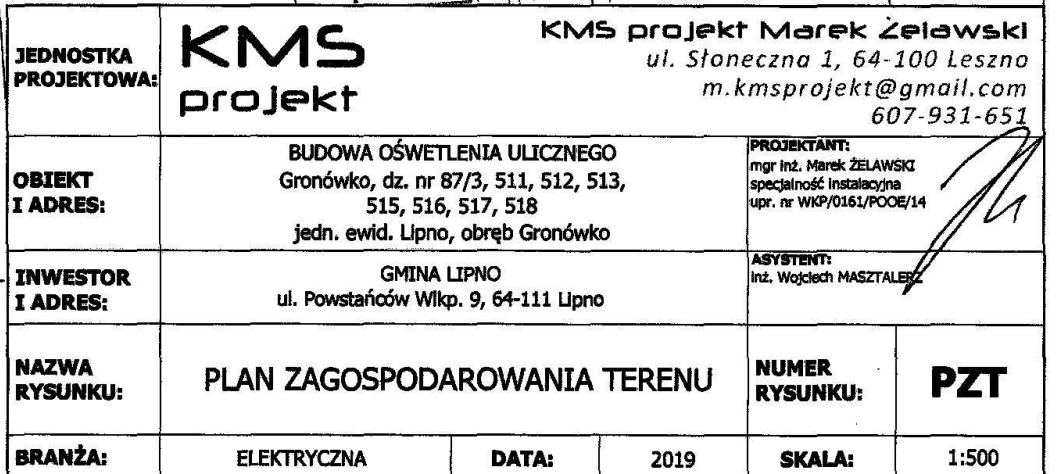 JEDNOSTKA
PROJEKTOWA:
KMS
projekt
KMS projekt Marek Żelawski
ul. Słoneczna 1, 64-100 Leszno
m.kmsprojekt@gmail.com
607-931-651
OBIEKT
I ADRES:
BUDOWA OŚWETLENIA ULICZNEGO
Gronówko, dz. nr 87/3, 511, 512, 513,
515, 516, 517, 518
jedn. ewid. Lipno, obręb Gronówko
PROJEKTANT:
mgr inż. Marek ŻELAWSKI
specjalność instalacyjna
upr. nr WKP/0161/POOE/14
INWESTOR
I ADRES:
GMINA LIPNO
ul. Powstańców Wlkp. 9, 64-111 Lipno
ASYSTENT:
inż. Wojciech MASZTALERZ
NAZWA
RYSUNKU:
PLAN ZAGOSPODAROWANIA TERENU
NUMER
RYSUNKU:
PZT
BRANŻA:
ELEKTRYCZNA
DATA:
2019
SKALA:
1:500